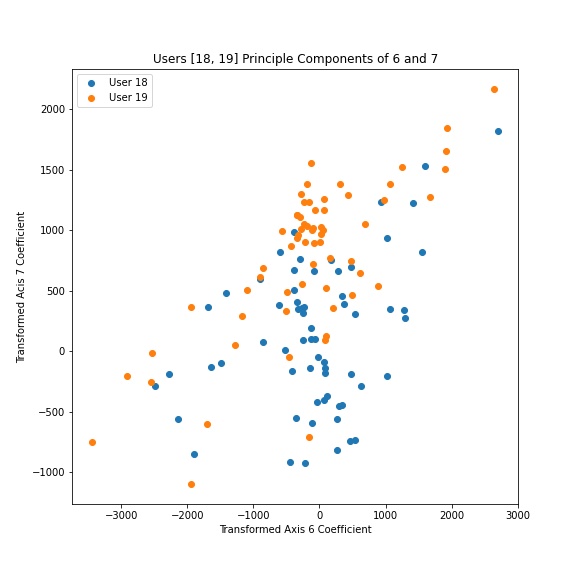 Users [18, 19] Principle Components of 6 and 7
User 18
User 19
Transformed Acis 7 Coefficient
2000
1500
1000
500
0
−500
−1000
−3000 −2000 −1000 0 1000 2000 3000
Transformed Axis 6 Coefficient